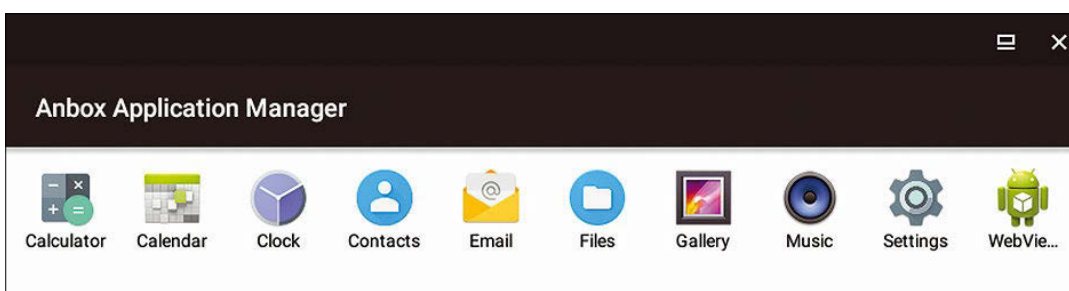 Anbox Application Manager
Calculator Calendar Clock Contacts Email Files Gallery Music Settings WebVie...